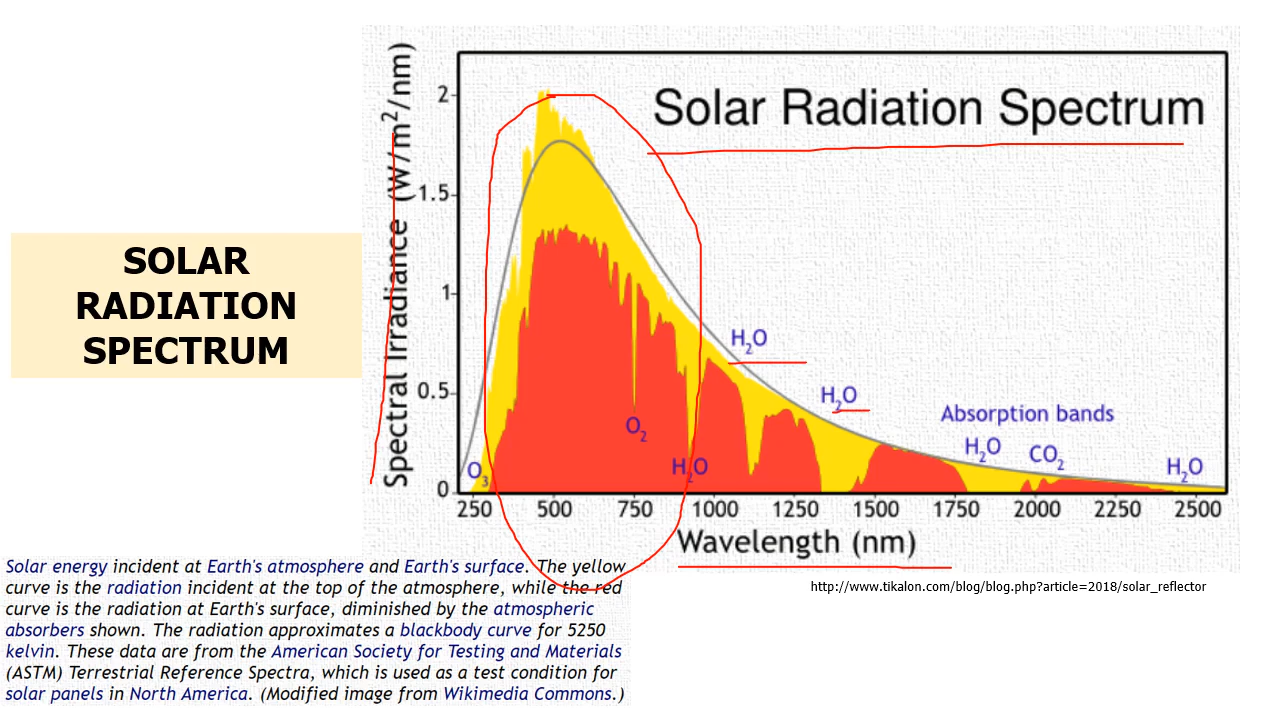 SOLAR
RADIATION
SPECTRUM
Solar Radiation Spectrum
Spectral Irradiance (W/m²/nm)
2
1.5
1
0.5
0
H₂O
H₂O
Absorption bands
H₂O
CO₂
H₂O
O₂
H₂O
O₃
250 500 750 1000 1250 1500 1750 2000 2250 2500
Wavelength (nm)
Solar energy incident at Earth's atmosphere and Earth's surface. The yellow
curve is the radiation incident at the top of the atmosphere, while the red
curve is the radiation at Earth's surface, diminished by the atmospheric
absorbers shown. The radiation approximates a blackbody curve for 5250
kelvin. These data are from the American Society for Testing and Materials
(ASTM) Terrestrial Reference Spectra, which is used as a test condition for
solar panels in North America. (Modified image from Wikimedia Commons.)
http://www.tikalon.com/blog/blog.php?article=2018/solar_reflector